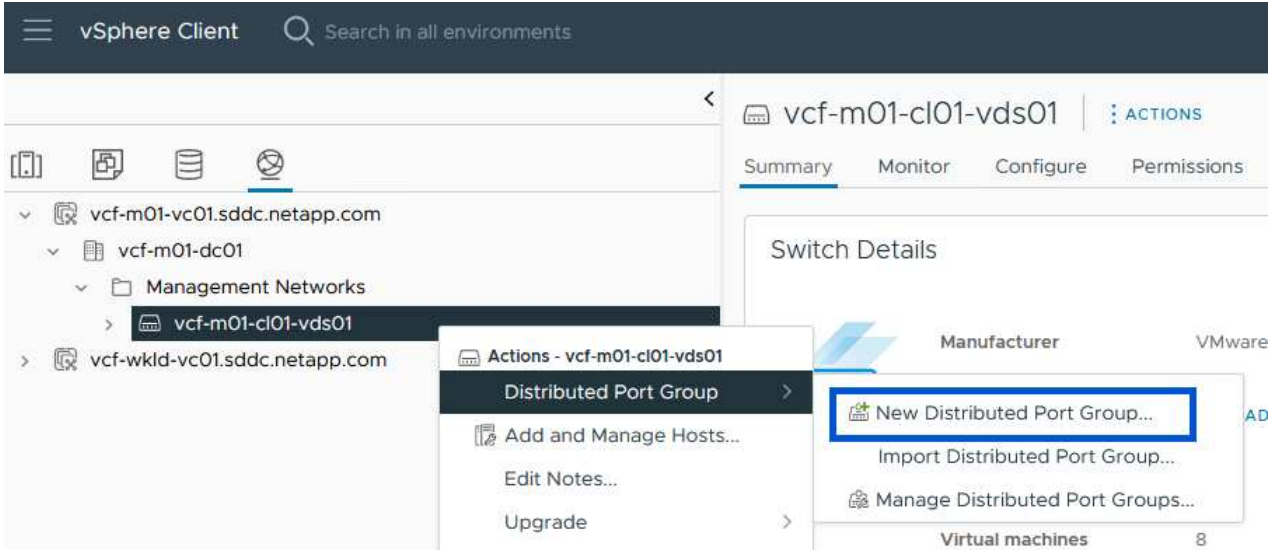 vSphere Client Search in all environments
vcf-m01-cl01-vds01 ACTIONS
Summary Monitor Configure Permissions
vcf-m01-vc01.sddc.netapp.com
vcf-m01-dc01
Management Networks
vcf-m01-cl01-vds01
vcf-wkld-vc01.sddc.netapp.com
Actions - vcf-m01-cl01-vds01
Distributed Port Group
Add and Manage Hosts...
Edit Notes...
Upgrade
Switch Details
Manufacturer VMware
New Distributed Port Group...
AD
Import Distributed Port Group...
Manage Distributed Port Groups...
Virtual machines 8